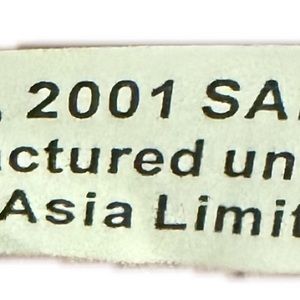 , 2001 SA
ctured un
Asia Limit